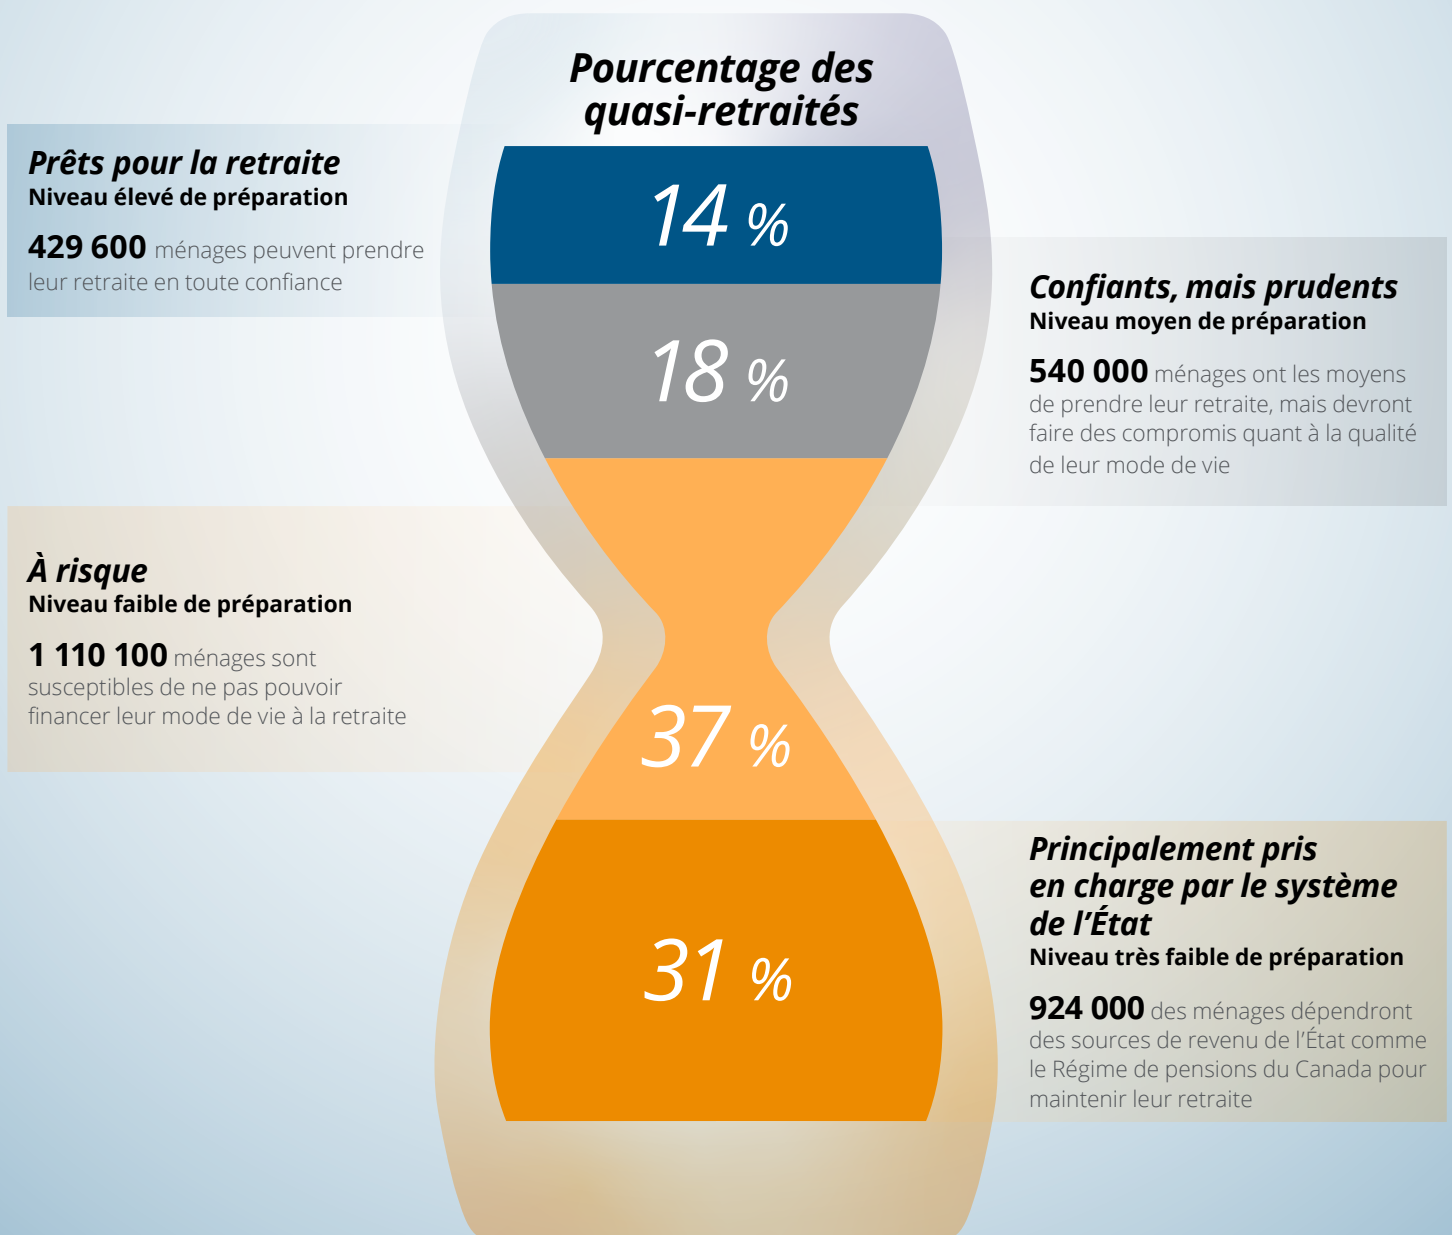 Pourcentage des
quasi-retraités
14 %
Prêts pour la retraite
Niveau élevé de préparation
429 600 ménages peuvent prendre
leur retraite en toute confiance
18 %
Confiants, mais prudents
Niveau moyen de préparation
540 000 ménages ont les moyens
de prendre leur retraite, mais devront
faire des compromis quant à la qualité
de leur mode de vie
À risque
Niveau faible de préparation
1 110 100 ménages sont
susceptibles de ne pas pouvoir
financer leur mode de vie à la retraite
37 %
Principalement pris
en charge par le système
de l’État
Niveau très faible de préparation
924 000 des ménages dépendront
des sources de revenu de l’État comme
le Régime de pensions du Canada pour
maintenir leur retraite
31 %